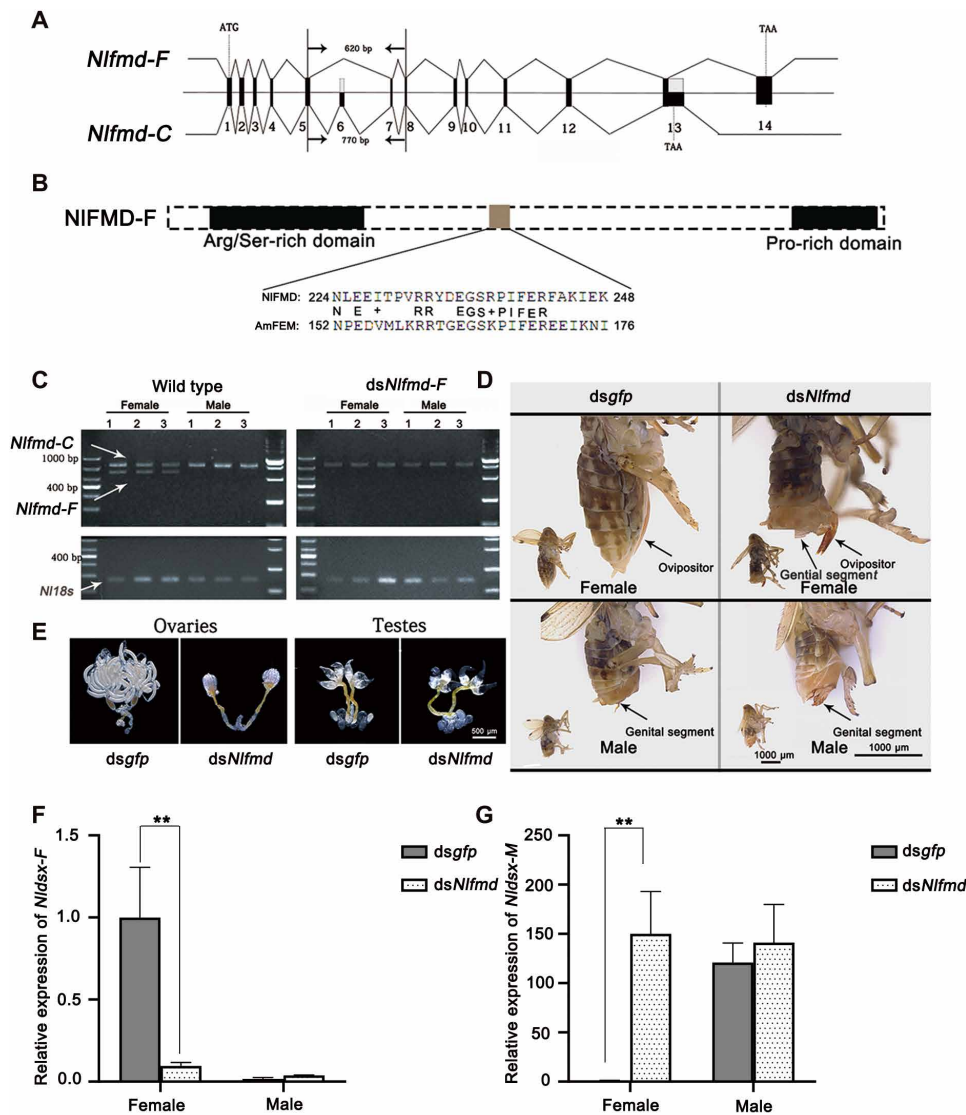 A
ATG
TAA
620 bp
Nlfmd-F
Nlfmd-C
1 2 3 4 5 6 7 8 9 10 11 12 13 14
770 bp
TAA
B
NlFMD-F
Arg/Ser-rich domain
Pro-rich domain
NlFMD: 224 NLEEITPVRRYDEGSRPIFERFAKIEK 248
N E + RR EGS+PIFER
AmFEM: 152 NPEDVMLKRRTGEGSKPIFEREEIKNI 176
C
Wild type
dsNlfmd-F
Female Male
Female Male
1 2 3 1 2 3
1 2 3 1 2 3
Nlfmd-C
1000 bp
400 bp
Nlfmd-F
400 bp
Nl18s
D
dsgfp
dsNlfmd
Ovipositor
Female
Ovipositor
Gential segment
Female
Genital segment
Male
Genital segment
Male
1000 µm
1000 µm
E
Ovaries
Testes
500 µm
dsgfp
dsNlfmd
dsgfp
dsNlfmd
F
Relative expression of Nldsx-F
1.5
1.0
0.5
0.0
**
dsgfp
dsNlfmd
Female
Male
G
Relative expression of Nldsx-M
250
200
150
100
50
0
**
dsgfp
dsNlfmd
Female
Male